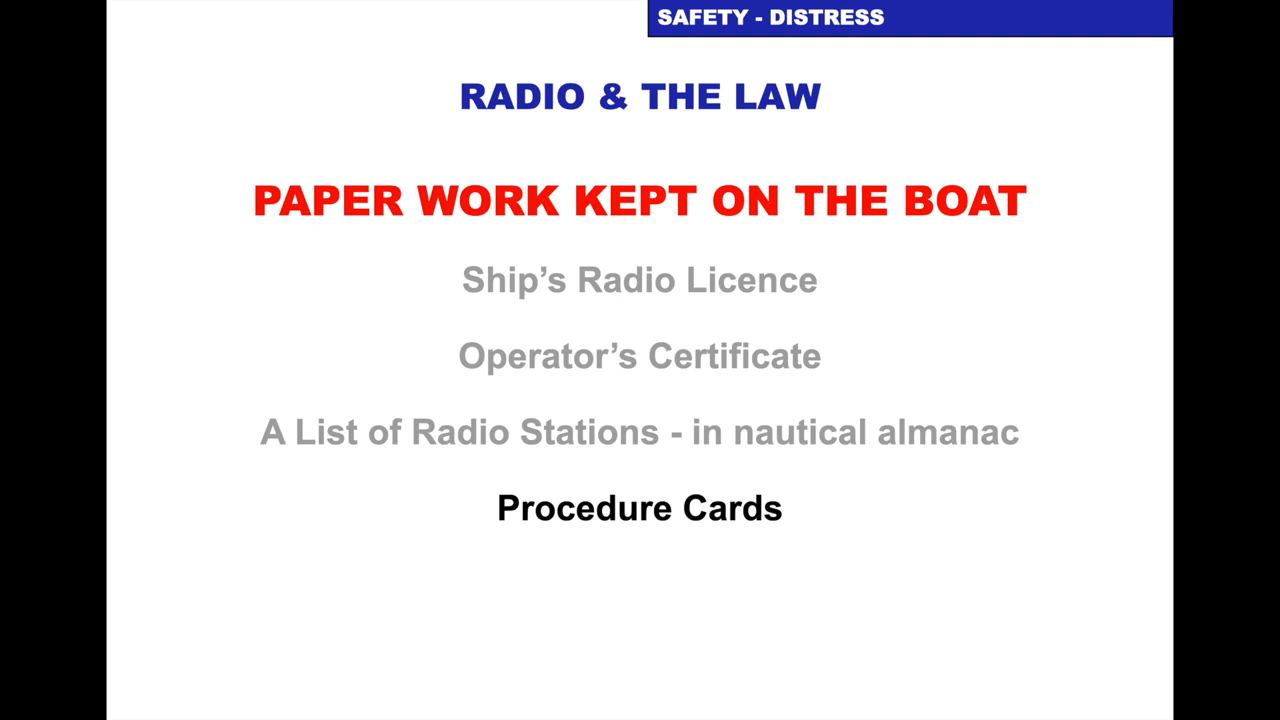 SAFETY - DISTRESS
RADIO & THE LAW
PAPER WORK KEPT ON THE BOAT
Ship’s Radio Licence
Operator’s Certificate
A List of Radio Stations - in nautical almanac
Procedure Cards